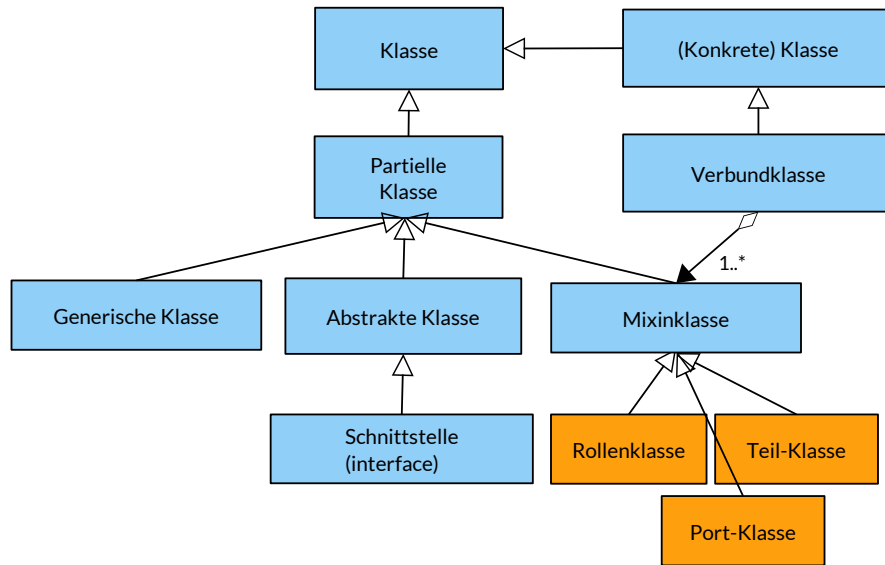 Klasse
(Konkrete) Klasse
Partielle
Klasse
Verbundklasse
1..*
Generische Klasse
Abstrakte Klasse
Mixinklasse
Schnittstelle
(interface)
Rollenklasse
Teil-Klasse
Port-Klasse